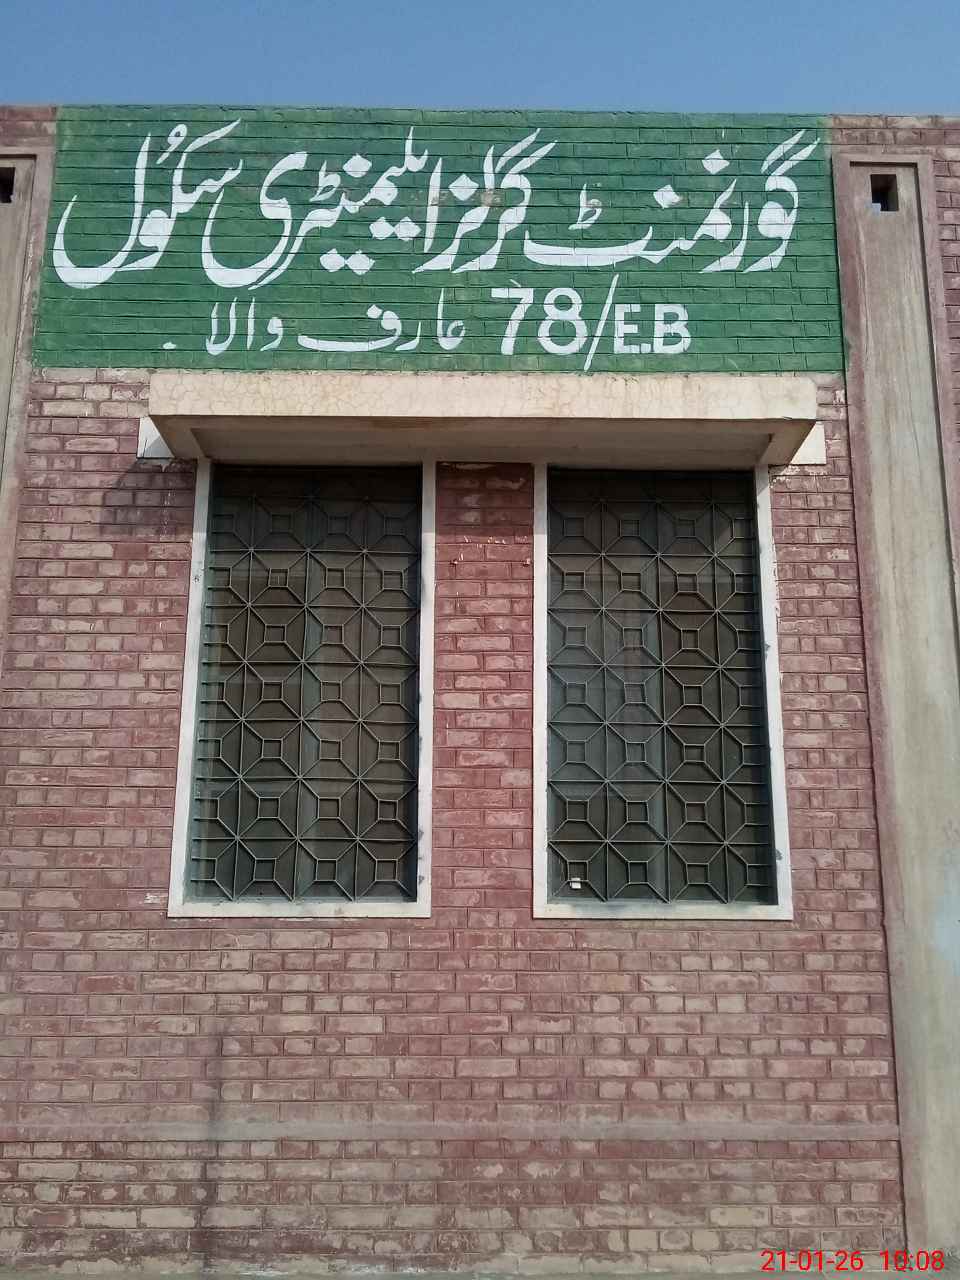 گورنمنٹ گرلز ایلیمنٹری سکول
78/E.B عارف والا
21-01-26 10:08